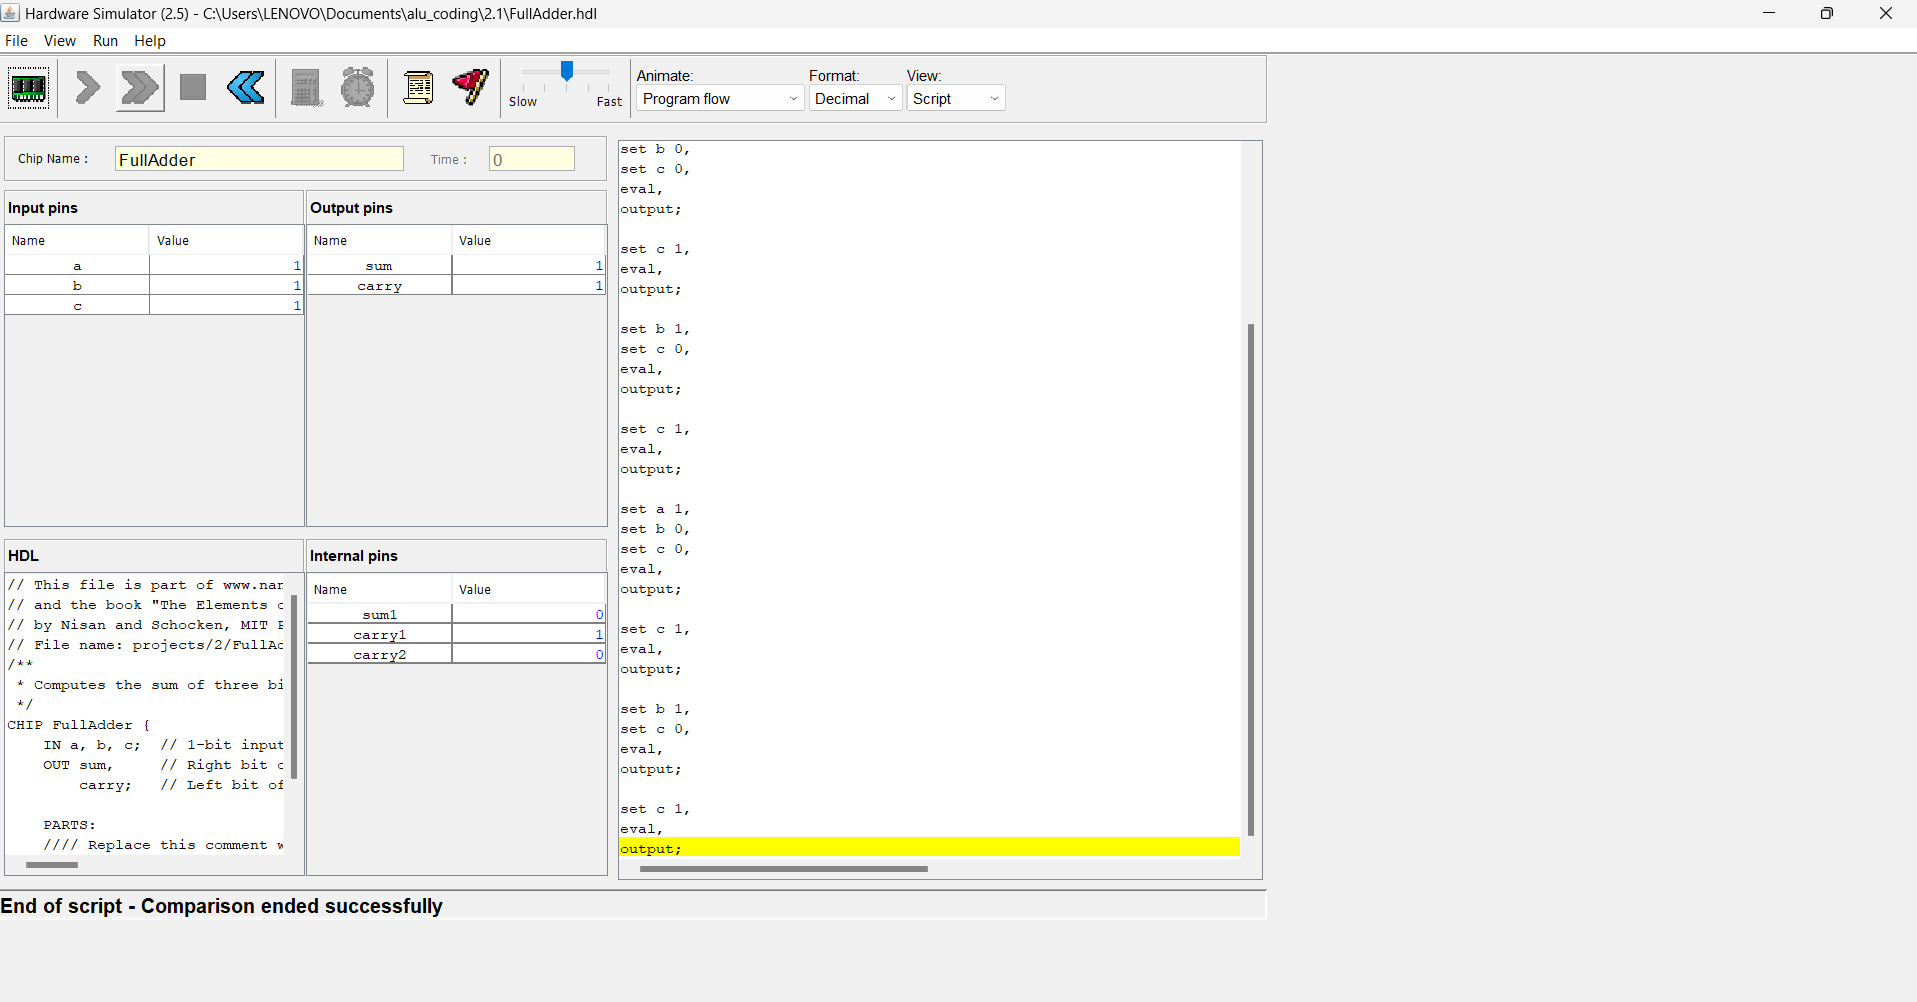 Hardware Simulator (2.5) - C:\Users\LENOVO\Documents\alu_coding\2.1\FullAdder.hdl
File View Run Help
Slow Fast
Animate: Format: View:
Program flow Decimal Script
Chip Name : FullAdder Time : 0
Input pins
Name Value
a 1
b 1
c 1
Output pins
Name Value
sum 1
carry 1
HDL
// This file is part of www.nan
// and the book "The Elements o
// by Nisan and Schocken, MIT P
// File name: projects/2/FullAd
/**
* Computes the sum of three bi
*/
CHIP FullAdder {
IN a, b, c; // 1-bit input
OUT sum, // Right bit o
carry; // Left bit of
PARTS:
//// Replace this comment w
Internal pins
Name Value
sum1 0
carry1 1
carry2 0
set b 0,
set c 0,
eval,
output;
set c 1,
eval,
output;
set b 1,
set c 0,
eval,
output;
set c 1,
eval,
output;
set a 1,
set b 0,
set c 0,
eval,
output;
set c 1,
eval,
output;
set b 1,
set c 0,
eval,
output;
set c 1,
eval,
output;
End of script - Comparison ended successfully